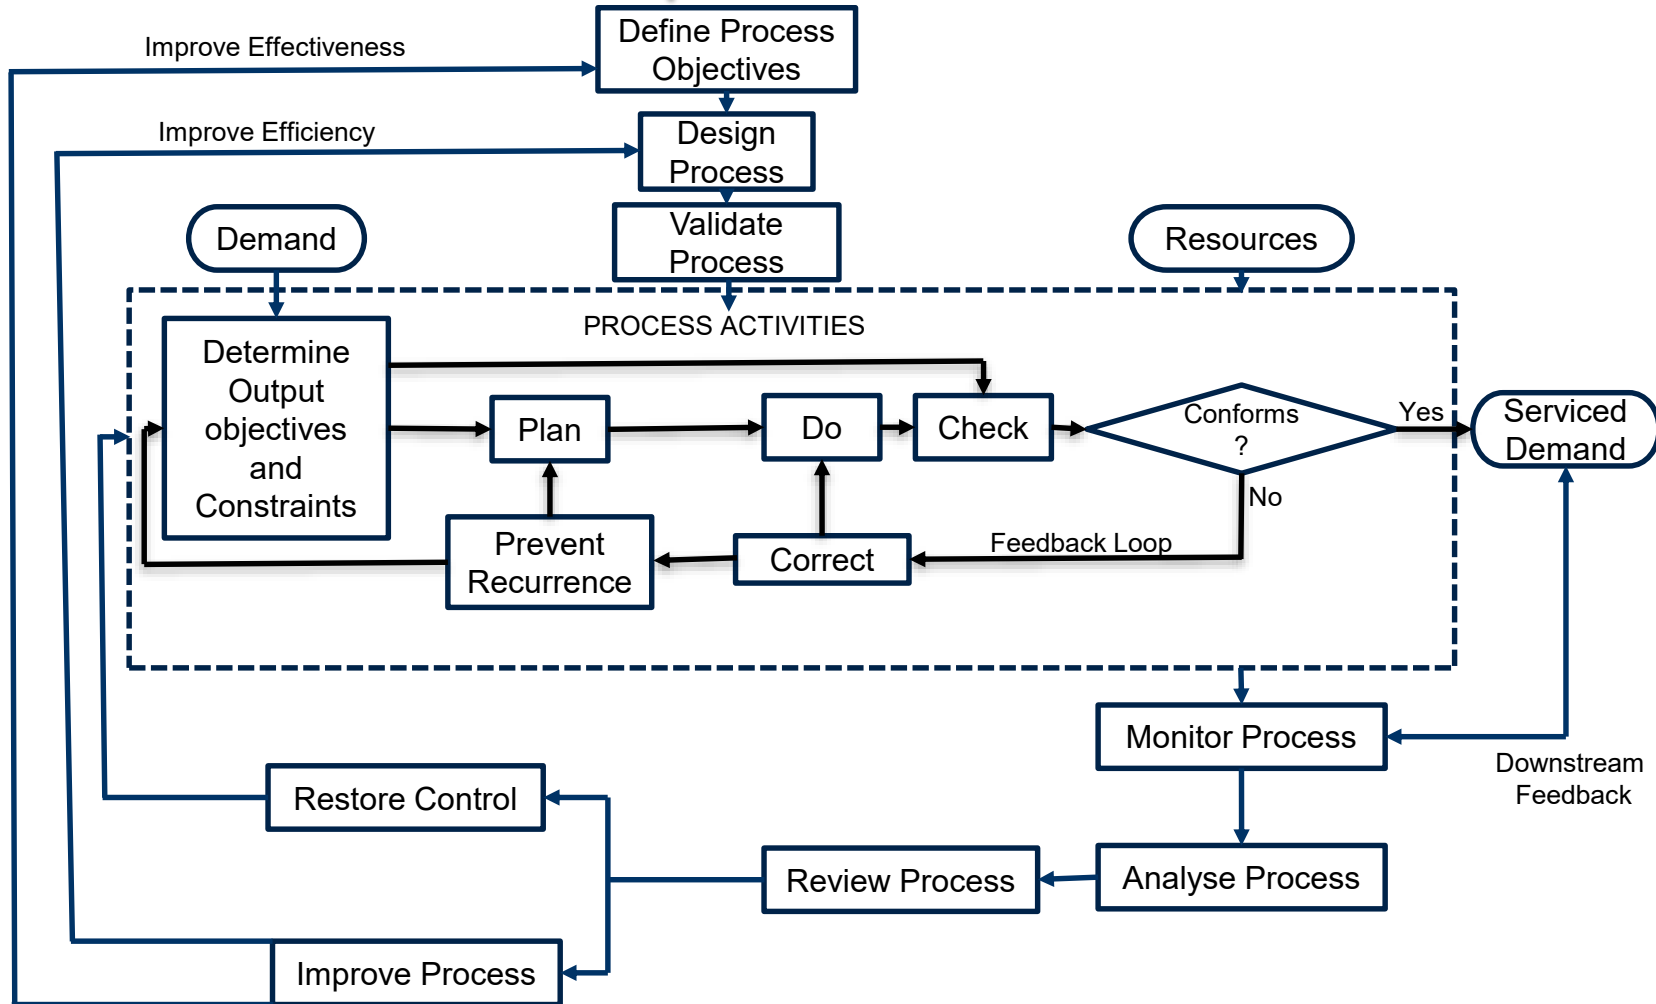 Improve Effectiveness
Define Process
Objectives
Improve Efficiency
Design
Process
Validate
Process
Demand
Resources
PROCESS ACTIVITIES
Determine
Output
objectives
and
Constraints
Plan
Do
Check
Conforms
?
Yes
Serviced
Demand
No
Prevent
Recurrence
Correct
Feedback Loop
Monitor Process
Downstream
Feedback
Restore Control
Review Process
Analyse Process
Improve Process